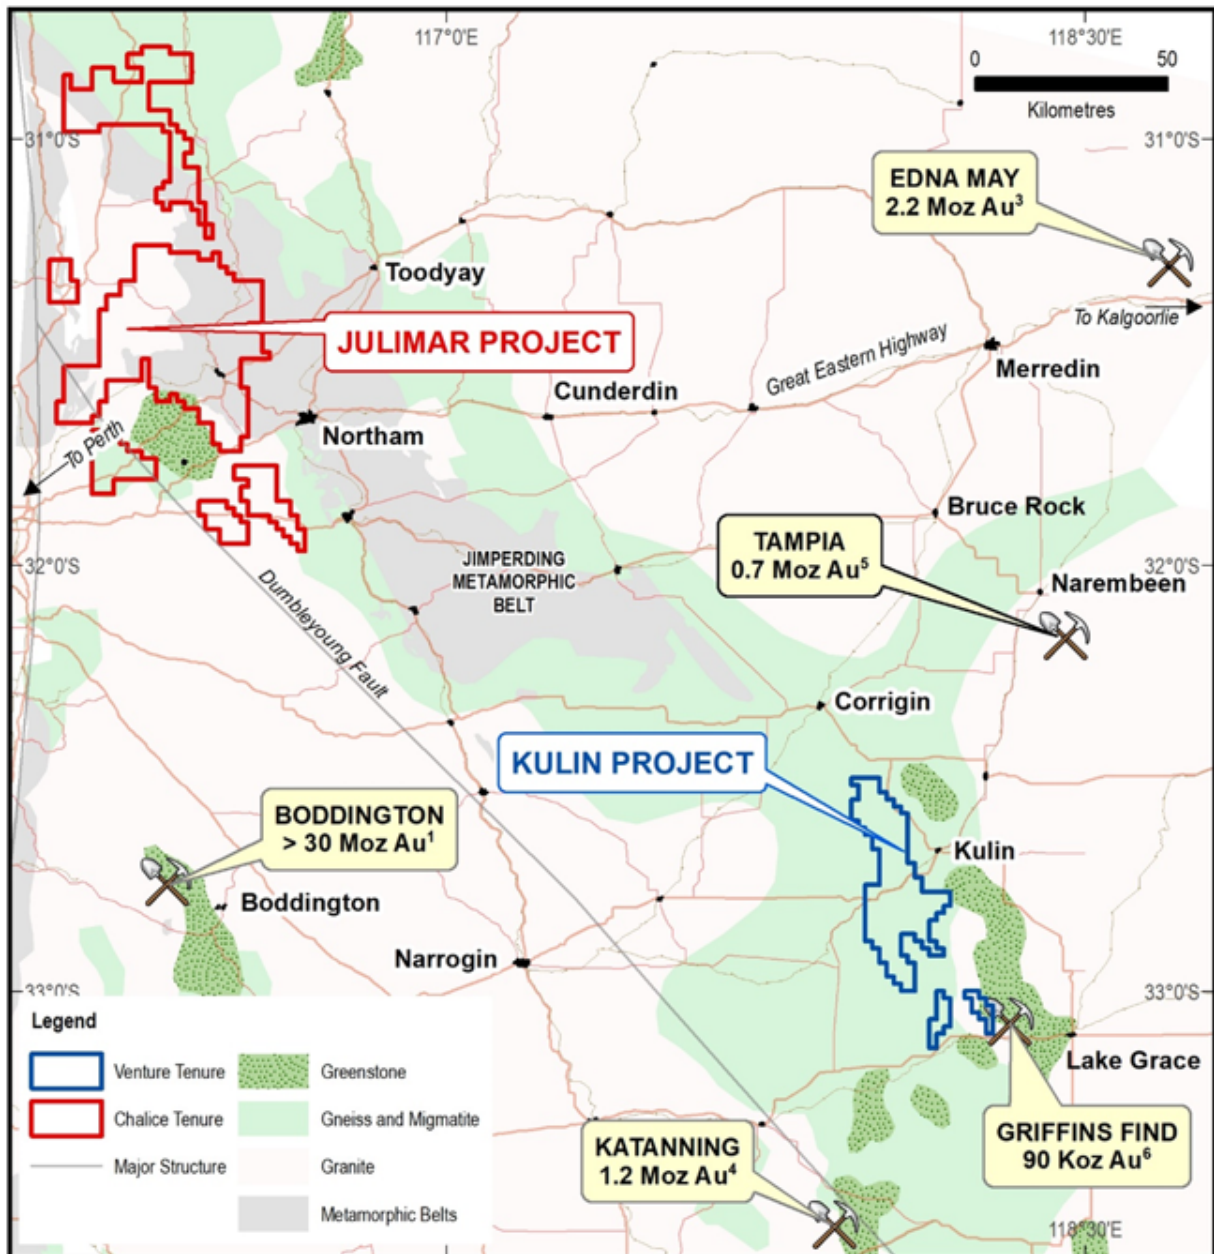 117°0'E
118°30'E
0 50
Kilometres
31°0'S
31°0'S
EDNA MAY
2.2 Moz Au³
Toodyay
To Kalgoorlie
JULIMAR PROJECT
Great Eastern Highway
Merredin
Cunderdin
Northam
To Perth
Bruce Rock
TAMPIA
0.7 Moz Au⁵
JIMPERDING
METAMORPHIC
BELT
32°0'S
32°0'S
Narembeen
Dumbleyoung Fault
Corrigin
KULIN PROJECT
BODDINGTON
> 30 Moz Au¹
Kulin
Boddington
Narrogin
33°0'S
33°0'S
Legend
Venture Tenure
Greenstone
Chalice Tenure
Gneiss and Migmatite
Major Structure
Granite
Metamorphic Belts
Lake Grace
GRIFFINS FIND
90 Koz Au⁶
KATANNING
1.2 Moz Au⁴
118°30'E